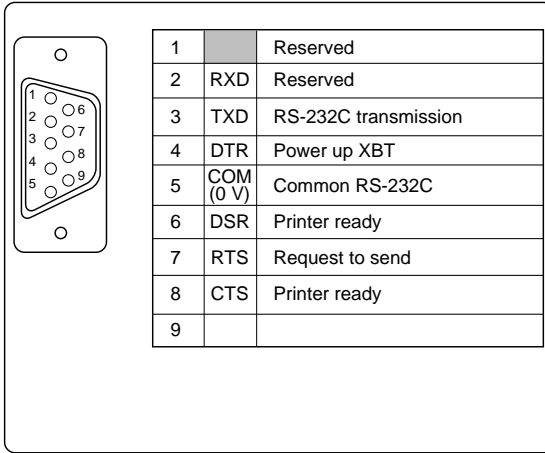 1
6
2
7
3
8
4
9
5
1 Reserved
2 RXD Reserved
3 TXD RS-232C transmission
4 DTR Power up XBT
5 COM (0 V) Common RS-232C
6 DSR Printer ready
7 RTS Request to send
8 CTS Printer ready
9